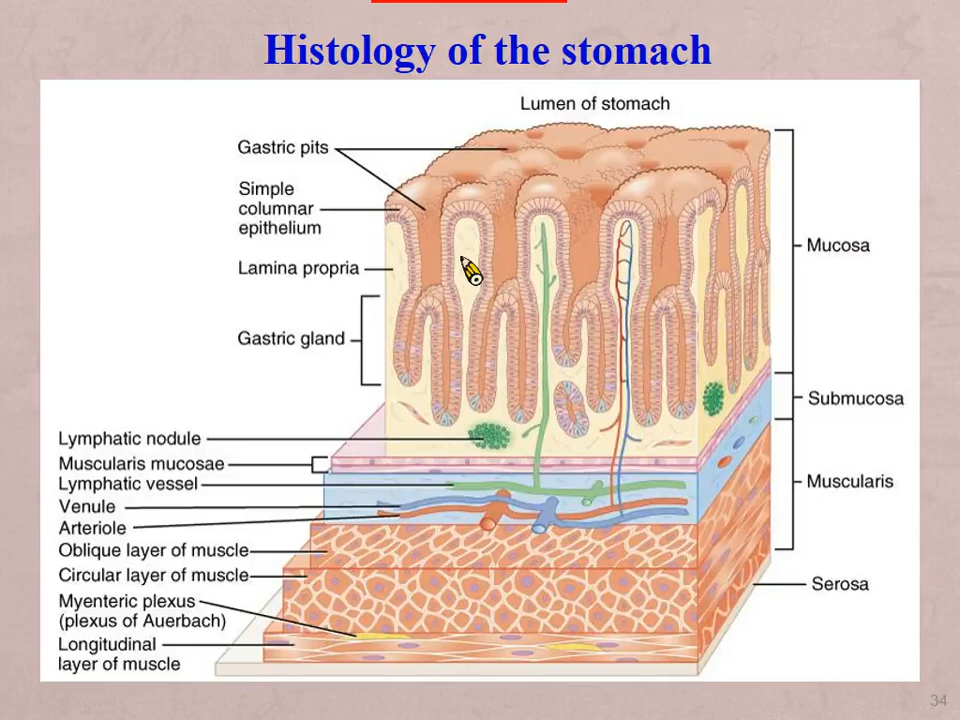 Histology of the stomach
Lumen of stomach
Gastric pits
Simple
columnar
epithelium
Lamina propria
Gastric gland
Lymphatic nodule
Muscularis mucosae
Lymphatic vessel
Venule
Arteriole
Oblique layer of muscle
Circular layer of muscle
Myenteric plexus
(plexus of Auerbach)
Longitudinal
layer of muscle
Mucosa
Submucosa
Muscularis
Serosa
34